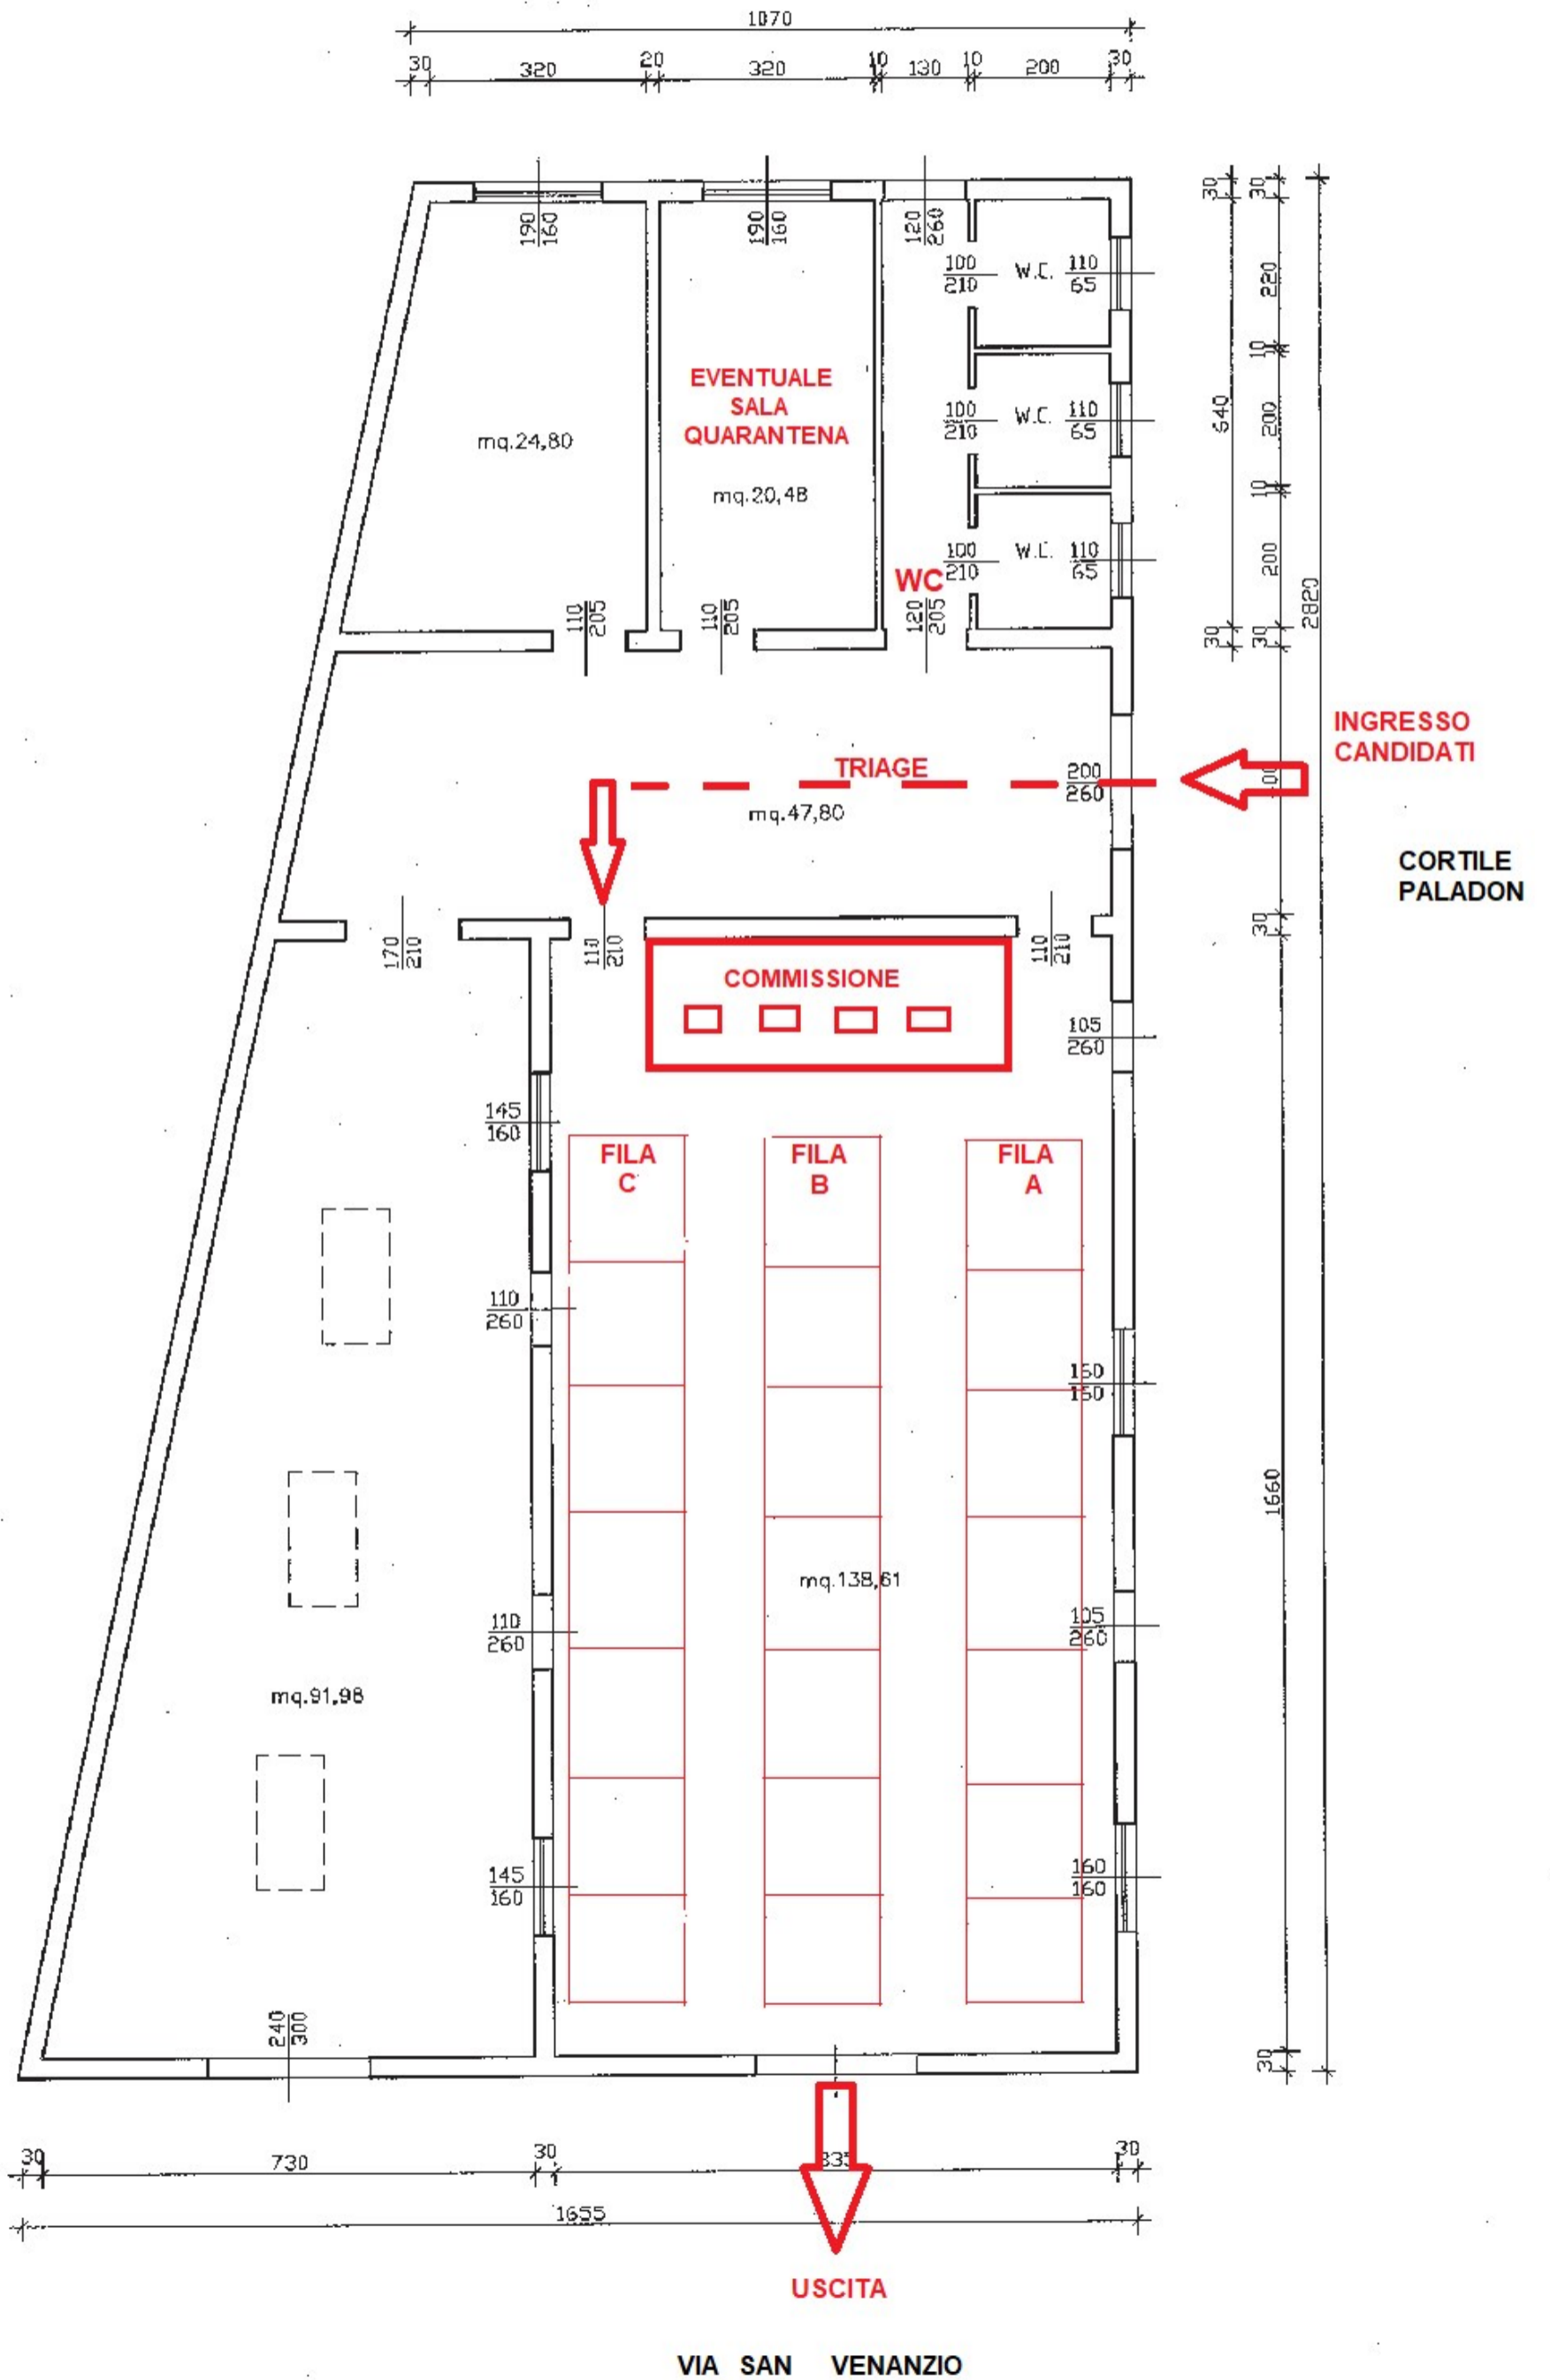 1070
30 320 20 320 10 130 10 200 30
190 160
190 160
120 260
30 30
100 210 W.C. 110 65
220
EVENTUALE
SALA
QUARANTENA
10
100 210 W.C. 110 65
640 200
mq.24,80
mq.20,48
10
100 210 W.C. 110 65
200
WC
2820
110 205
110 205
120 205
30 30
INGRESSO
CANDIDATI
TRIAGE
200 260
mq.47,80
CORTILE
PALADON
170 210
110 210
110 210
30
COMMISSIONE
105 260
145 160
FILA
C
FILA
B
FILA
A
110 260
1660
mq.138,61
110 260
105 260
mq.91,98
145 160
160 160
240 300
30
30 730 30 335 30
1655
USCITA
VIA SAN VENANZIO